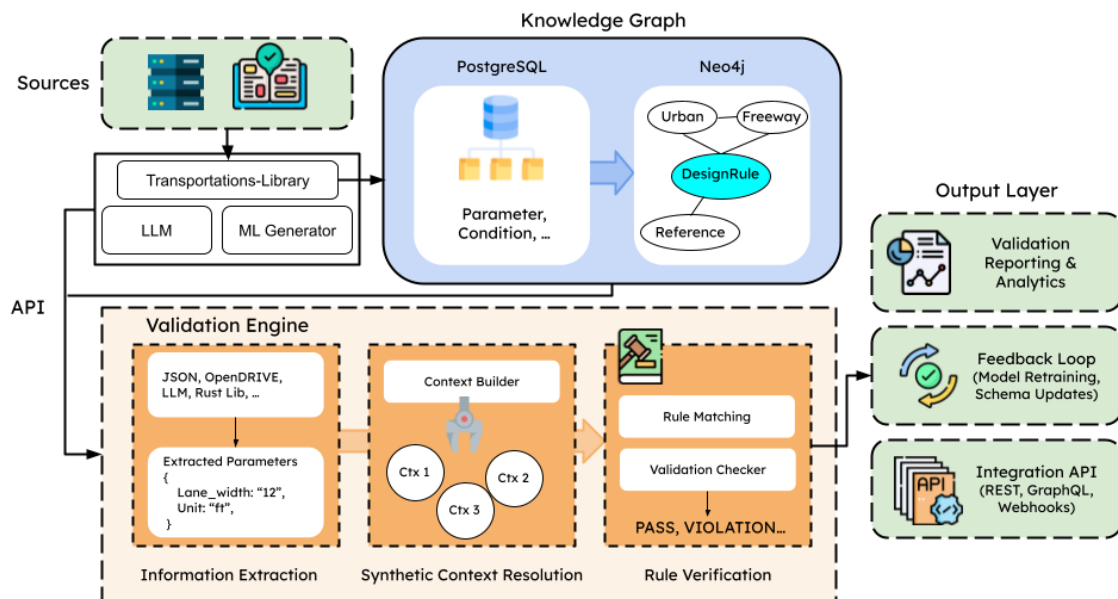 Knowledge Graph
Sources
PostgreSQL
Neo4j
Urban
Freeway
DesignRule
Reference
Parameter,
Condition, ...
Transportations-Library
LLM
ML Generator
API
Validation Engine
JSON, OpenDRIVE,
LLM, Rust Lib, ...
Extracted Parameters
{
Lane_width: “12”,
Unit: “ft”,
}
Information Extraction
Context Builder
Ctx 1
Ctx 2
Ctx 3
Synthetic Context Resolution
Rule Matching
Validation Checker
PASS, VIOLATION...
Rule Verification
Output Layer
Validation
Reporting &
Analytics
Feedback Loop
(Model Retraining,
Schema Updates)
API
Integration API
(REST, GraphQL,
Webhooks)